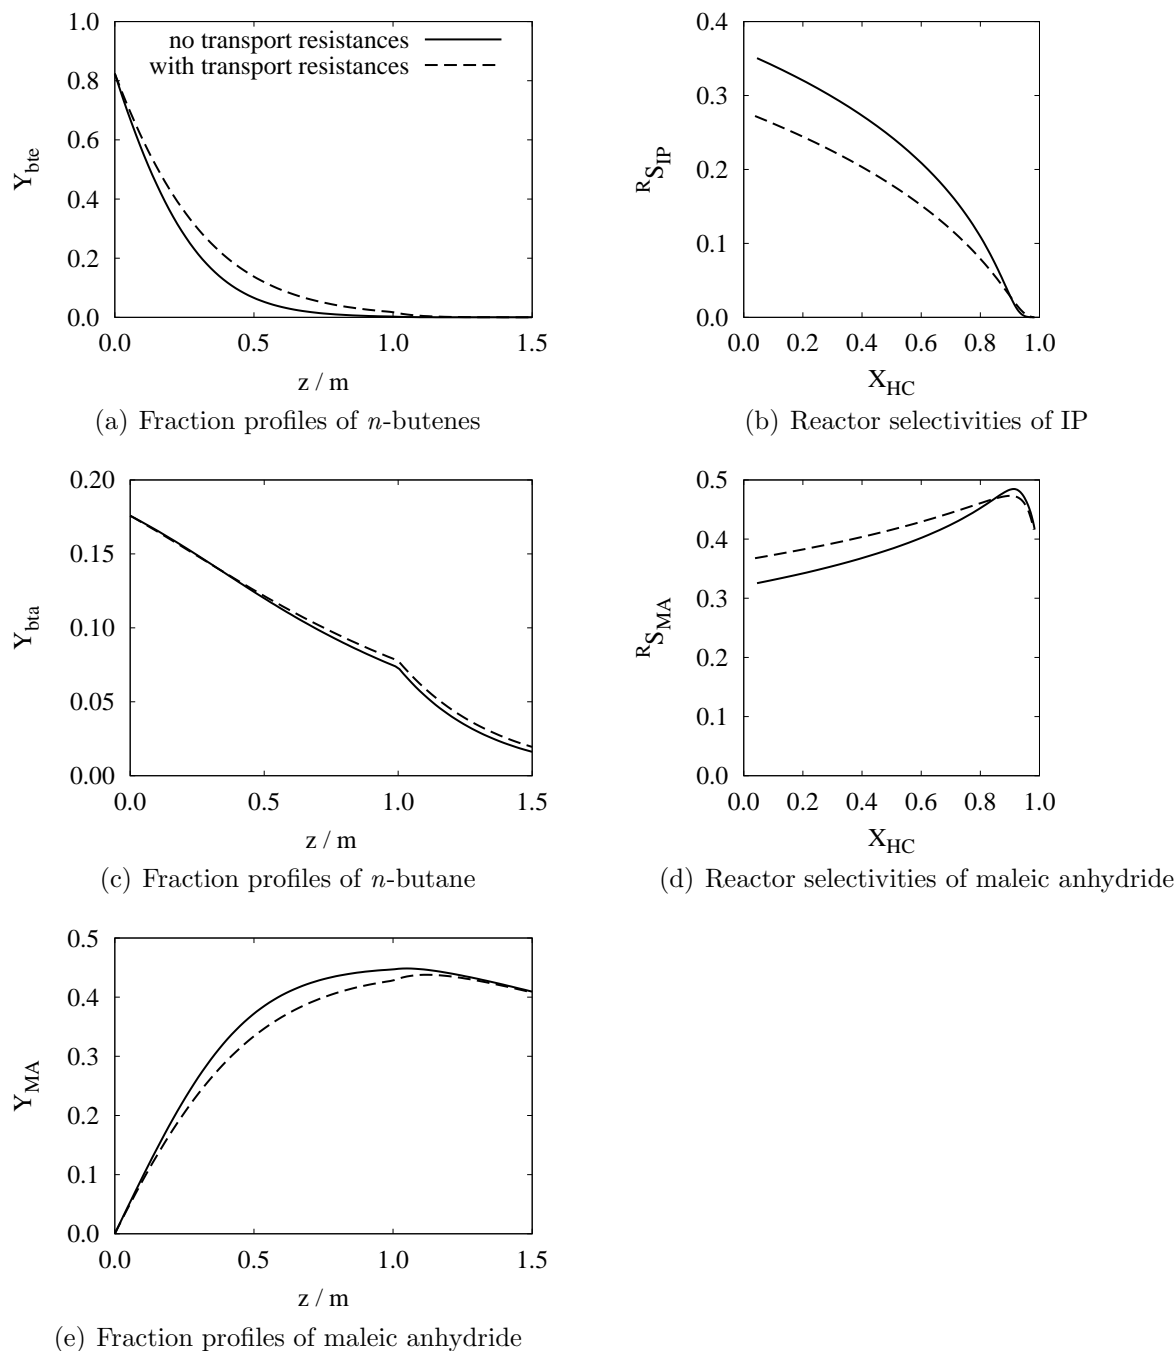 1.0
0.8
0.6
0.4
0.2
0.0
Y_bte
no transport resistances
with transport resistances
0.0 0.5 1.0 1.5
z / m
(a) Fraction profiles of n-butenes
0.4
0.3
0.2
0.1
0.0
ᴿS_IP
0.0 0.2 0.4 0.6 0.8 1.0
X_HC
(b) Reactor selectivities of IP
0.20
0.15
0.10
0.05
0.00
Y_bta
0.0 0.5 1.0 1.5
z / m
(c) Fraction profiles of n-butane
0.5
0.4
0.3
0.2
0.1
0.0
ᴿS_MA
0.0 0.2 0.4 0.6 0.8 1.0
X_HC
(d) Reactor selectivities of maleic anhydride
0.5
0.4
0.3
0.2
0.1
0.0
Y_MA
0.0 0.5 1.0 1.5
z / m
(e) Fraction profiles of maleic anhydride